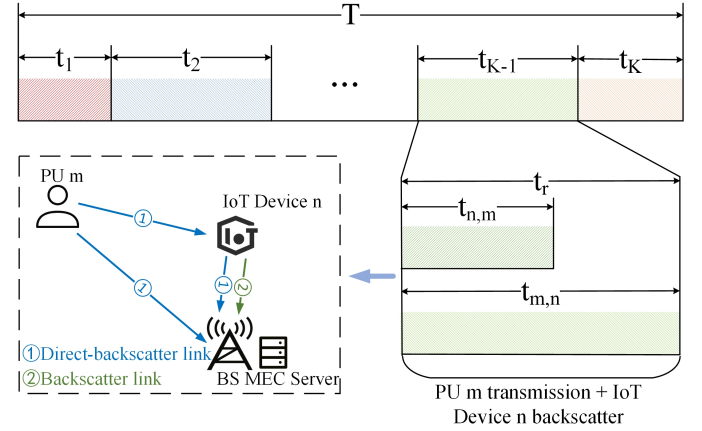 T
t1
t2
...
tK-1
tK
PU m
IoT Device n
IoT
①
①
①
②
①Direct-backscatter link
②Backscatter link
BS MEC Server
tr
tn,m
tm,n
PU m transmission + IoT
Device n backscatter